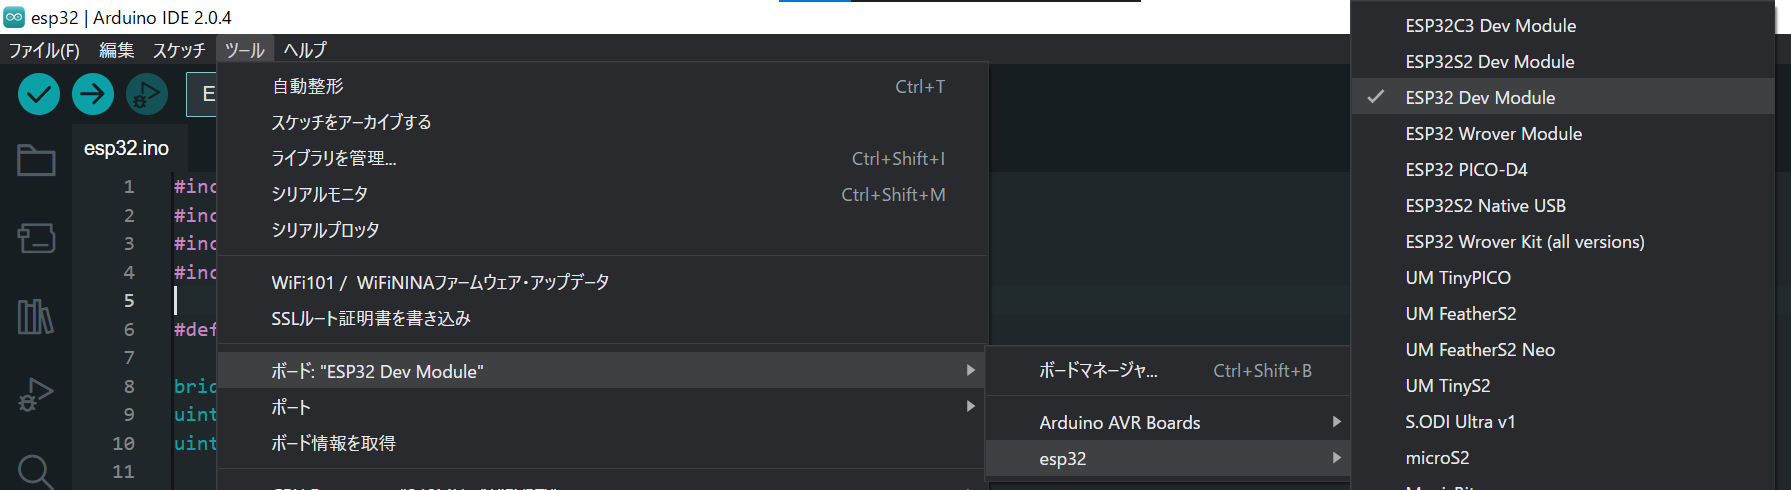 esp32 | Arduino IDE 2.0.4
ファイル(F) 編集 スケッチ ツール ヘルプ
E
esp32.ino
1 #inc
2 #inc
3 #inc
4 #inc
5
6 #def
7
8 bric
9 uint
10 uint
11
自動整形 Ctrl+T
スケッチをアーカイブする
ライブラリを管理... Ctrl+Shift+I
シリアルモニタ Ctrl+Shift+M
シリアルプロッタ
WiFi101 / WiFiNINAファームウェア・アップデータ
SSLルート証明書を書き込み
ボード: "ESP32 Dev Module"
ポート
ボード情報を取得
ボードマネージャ... Ctrl+Shift+B
Arduino AVR Boards
esp32
ESP32C3 Dev Module
ESP32S2 Dev Module
ESP32 Dev Module
ESP32 Wrover Module
ESP32 PICO-D4
ESP32S2 Native USB
ESP32 Wrover Kit (all versions)
UM TinyPICO
UM FeatherS2
UM FeatherS2 Neo
UM TinyS2
S.ODI Ultra v1
microS2